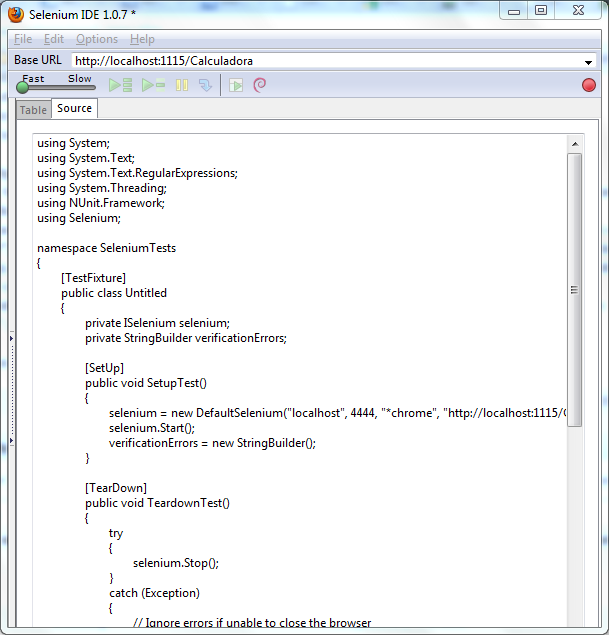 Selenium IDE 1.0.7 *
File Edit Options Help
Base URL http://localhost:1115/Calculadora
Fast Slow
Table Source
using System;
using System.Text;
using System.Text.RegularExpressions;
using System.Threading;
using NUnit.Framework;
using Selenium;
namespace SeleniumTests
{
[TestFixture]
public class Untitled
{
private ISelenium selenium;
private StringBuilder verificationErrors;
[SetUp]
public void SetupTest()
{
selenium = new DefaultSelenium("localhost", 4444, "*chrome", "http://localhost:1115/
selenium.Start();
verificationErrors = new StringBuilder();
}
[TearDown]
public void TeardownTest()
{
try
{
selenium.Stop();
}
catch (Exception)
{
// Ignore errors if unable to close the browser